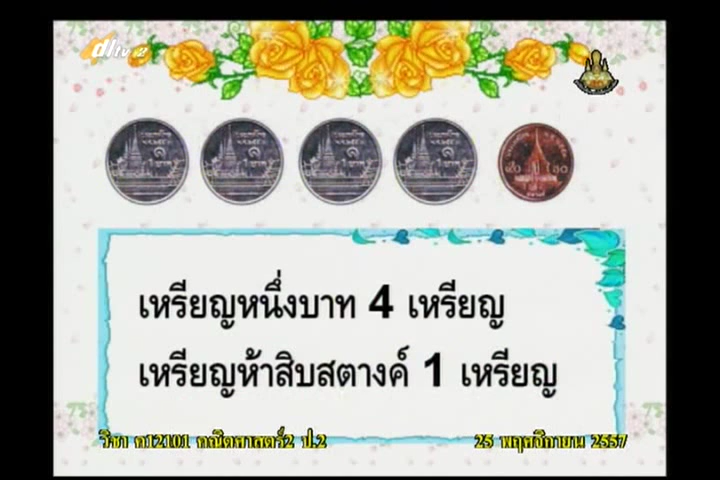 dltv 2
เหรียญหนึ่งบาท 4 เหรียญ
เหรียญห้าสิบสตางค์ 1 เหรียญ
วิชา ค12101 คณิตศาสตร์2 ป.2
25 พฤศจิกายน 2557